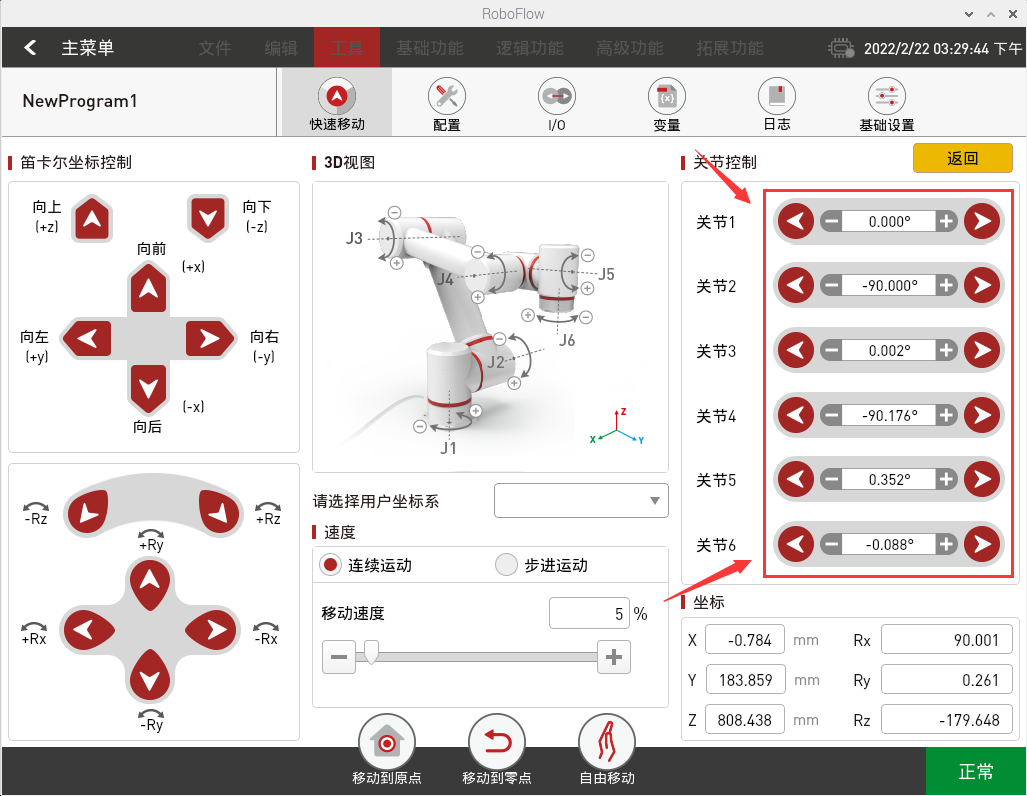 RoboFlow
主菜单 文件 编辑 工具 基础功能 逻辑功能 高级功能 拓展功能 2022/2/22 03:29:44 下午
NewProgram1
快速移动 配置 I/O 变量 日志 基础设置
笛卡尔坐标控制
向上
(+z)
向下
(-z)
向前
(+x)
向左
(+y)
向右
(-y)
(-x)
向后
-Rz
+Rz
+Ry
+Rx
-Rx
-Ry
3D视图
J3
J4
J5
J6
J2
J1
Z
X
Y
请选择用户坐标系
速度
连续运动 步进运动
移动速度 5 %
关节控制 返回
关节1 0.000°
关节2 -90.000°
关节3 0.002°
关节4 -90.176°
关节5 0.352°
关节6 -0.088°
坐标
X -0.784 mm Rx 90.001
Y 183.859 mm Ry 0.261
Z 808.438 mm Rz -179.648
移动到原点 移动到零点 自由移动 正常